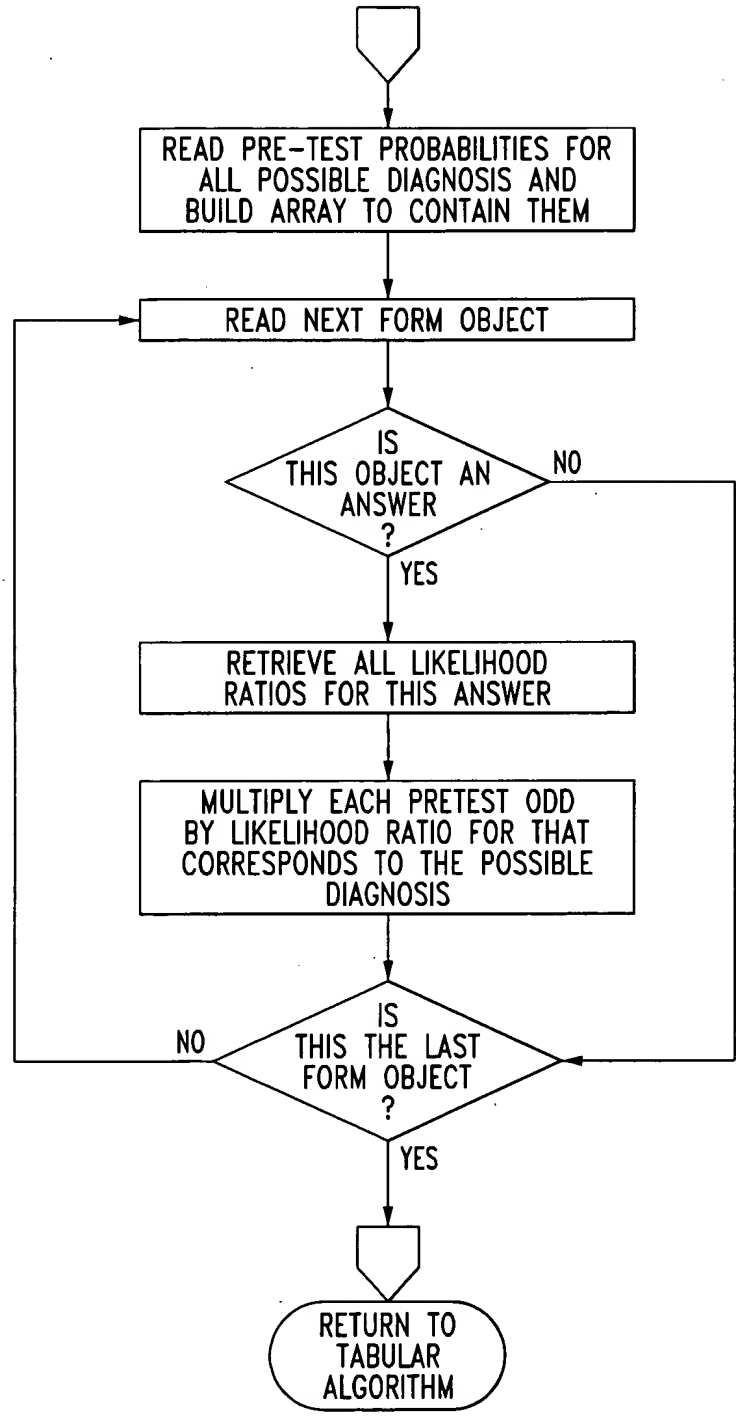 READ PRE-TEST PROBABILITIES FOR
ALL POSSIBLE DIAGNOSIS AND
BUILD ARRAY TO CONTAIN THEM
READ NEXT FORM OBJECT
IS
THIS OBJECT AN
ANSWER
?
NO
YES
RETRIEVE ALL LIKELIHOOD
RATIOS FOR THIS ANSWER
MULTIPLY EACH PRETEST ODD
BY LIKELIHOOD RATIO FOR THAT
CORRESPONDS TO THE POSSIBLE
DIAGNOSIS
NO
IS
THIS THE LAST
FORM OBJECT
?
YES
RETURN TO
TABULAR
ALGORITHM